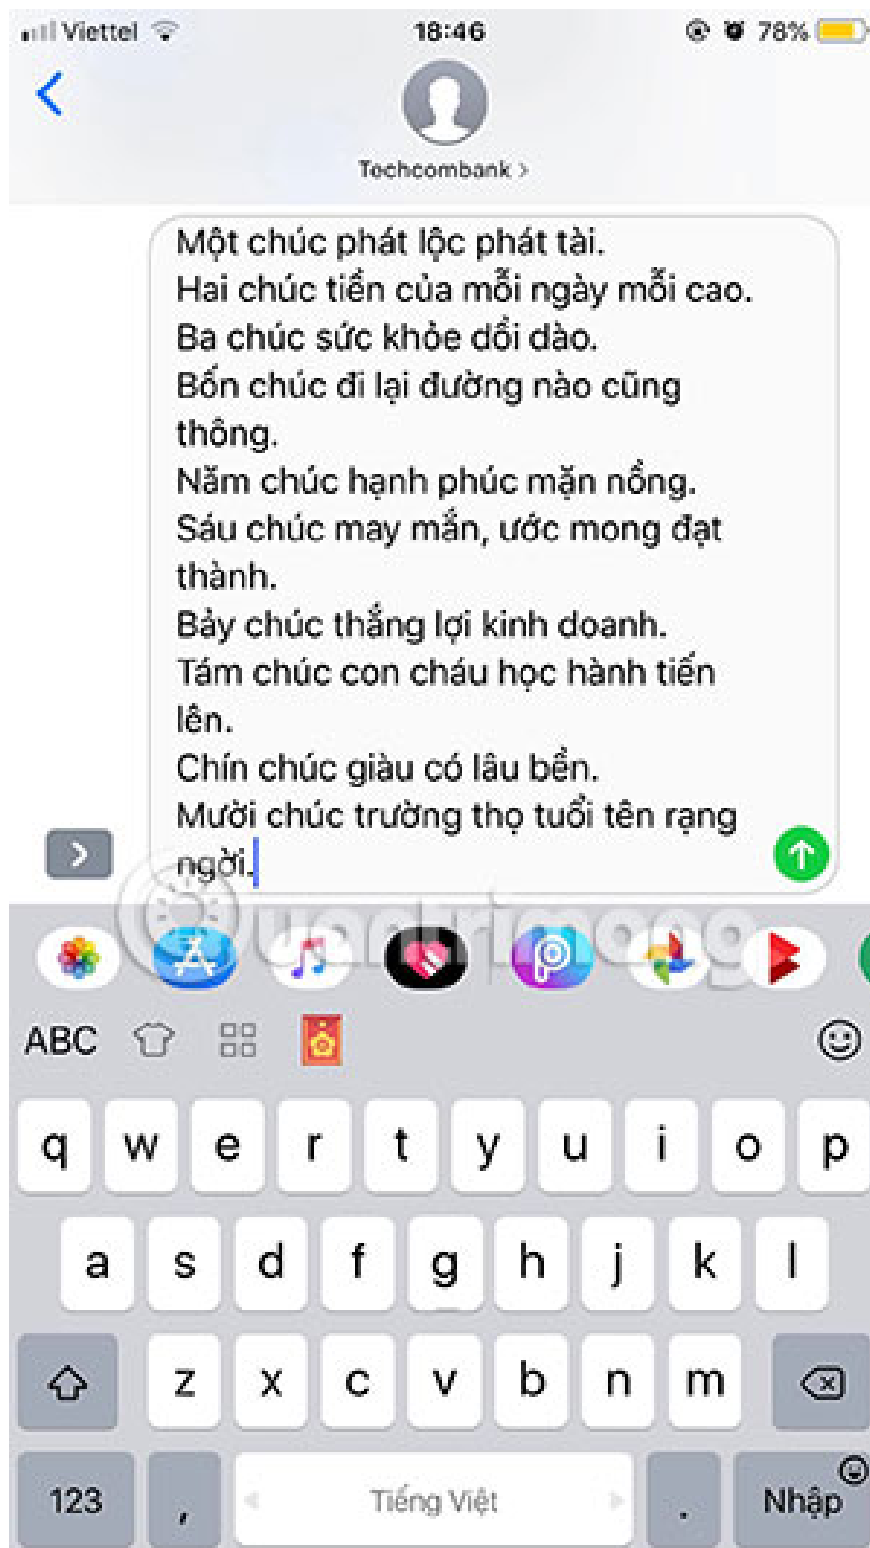 Viettel 18:46 78%
Techcombank >
Một chúc phát lộc phát tài.
Hai chúc tiền của mỗi ngày mỗi cao.
Ba chúc sức khỏe dồi dào.
Bốn chúc đi lại đường nào cũng
thông.
Năm chúc hạnh phúc mặn nồng.
Sáu chúc may mắn, ước mong đạt
thành.
Bảy chúc thắng lợi kinh doanh.
Tám chúc con cháu học hành tiến
lên.
Chín chúc giàu có lâu bền.
Mười chúc trường thọ tuổi tên rạng
ngời.
Quantrimang
ABC
q w e r t y u i o p
a s d f g h j k l
z x c v b n m
123 , Tiếng Việt . Nhập